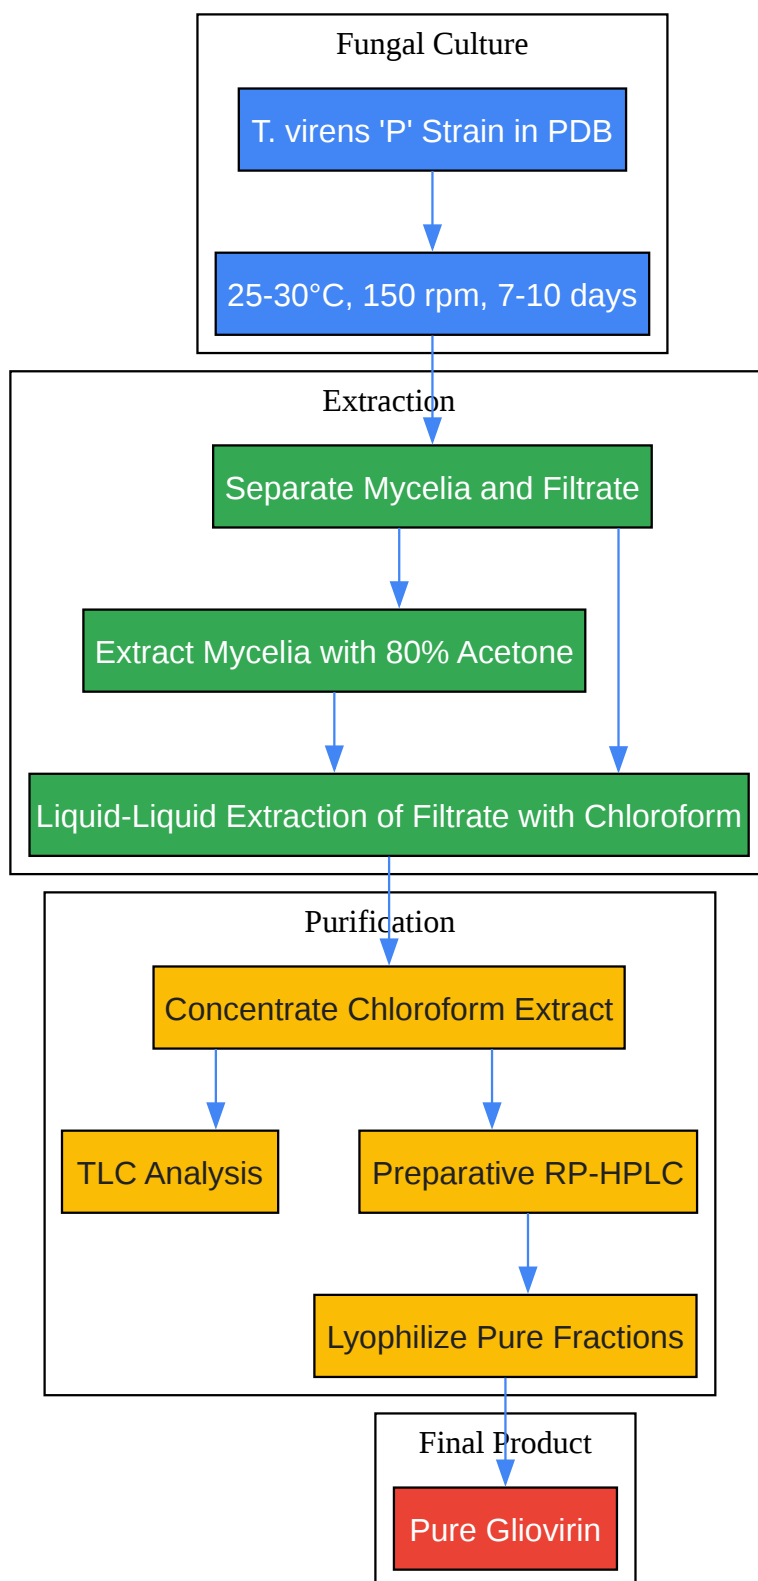 Fungal Culture
T. virens 'P' Strain in PDB
25-30°C, 150 rpm, 7-10 days
Extraction
Separate Mycelia and Filtrate
Extract Mycelia with 80% Acetone
Liquid-Liquid Extraction of Filtrate with Chloroform
Purification
Concentrate Chloroform Extract
TLC Analysis
Preparative RP-HPLC
Lyophilize Pure Fractions
Final Product
Pure Gliovirin